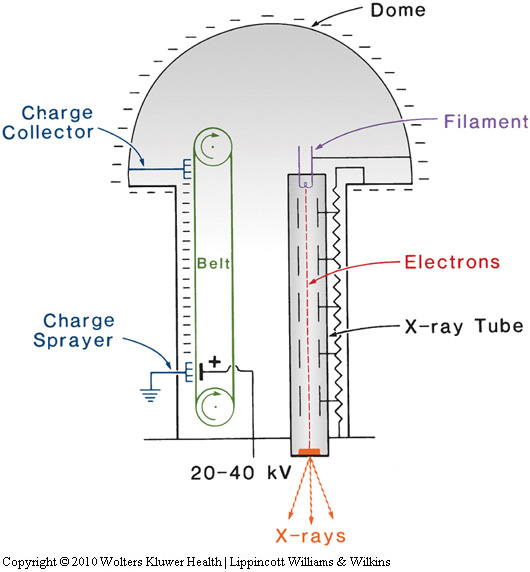 Dome
Charge
Collector
Filament
Belt
Electrons
Charge
Sprayer
+
X-ray Tube
20-40 kV
X-rays
Copyright © 2010 Wolters Kluwer Health | Lippincott Williams & Wilkins